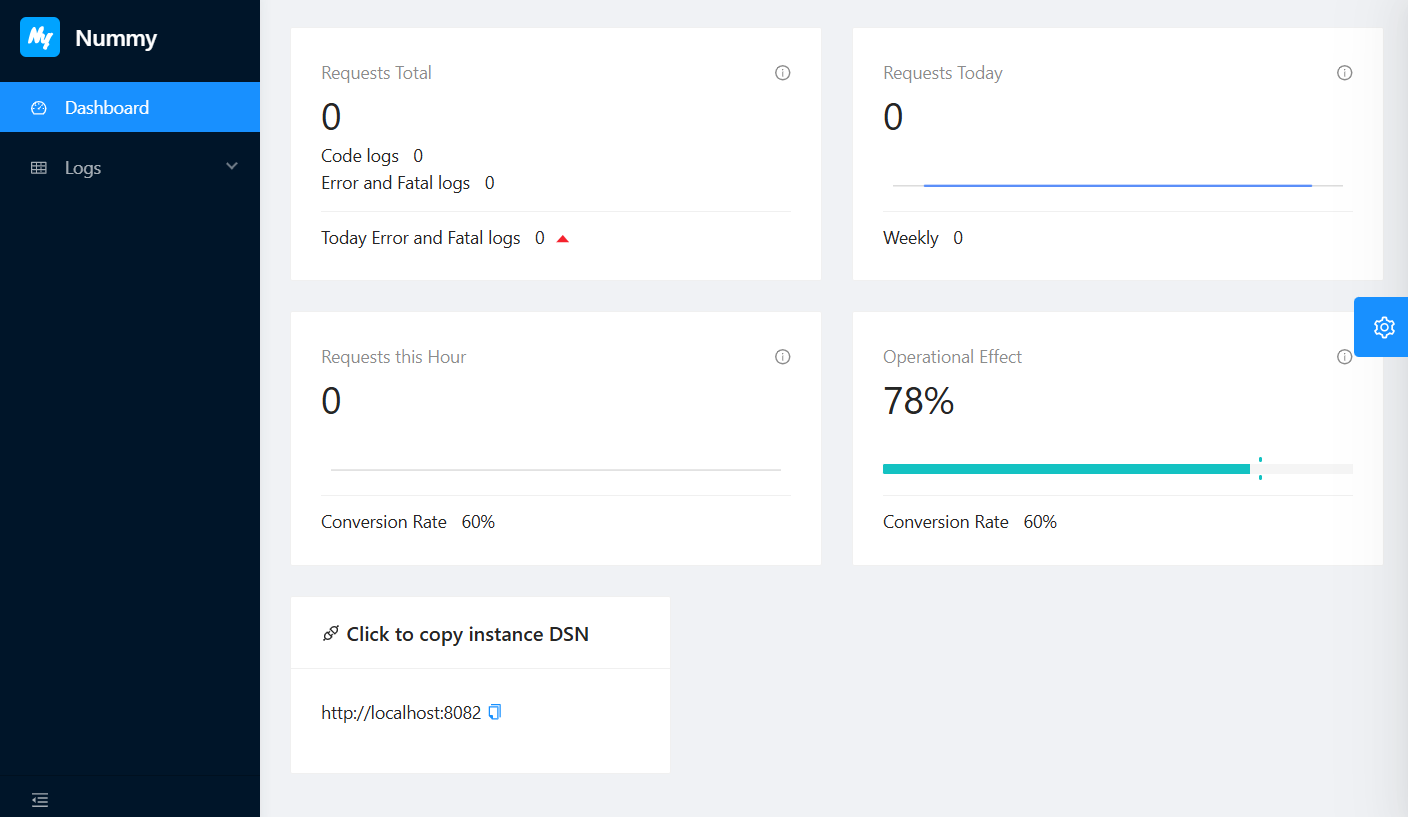 Ny
Nummy
Dashboard
Logs
Requests Total
0
Code logs 0
Error and Fatal logs 0
Today Error and Fatal logs 0
Requests Today
0
Weekly 0
Requests this Hour
0
Conversion Rate 60%
Operational Effect
78%
Conversion Rate 60%
Click to copy instance DSN
http://localhost:8082